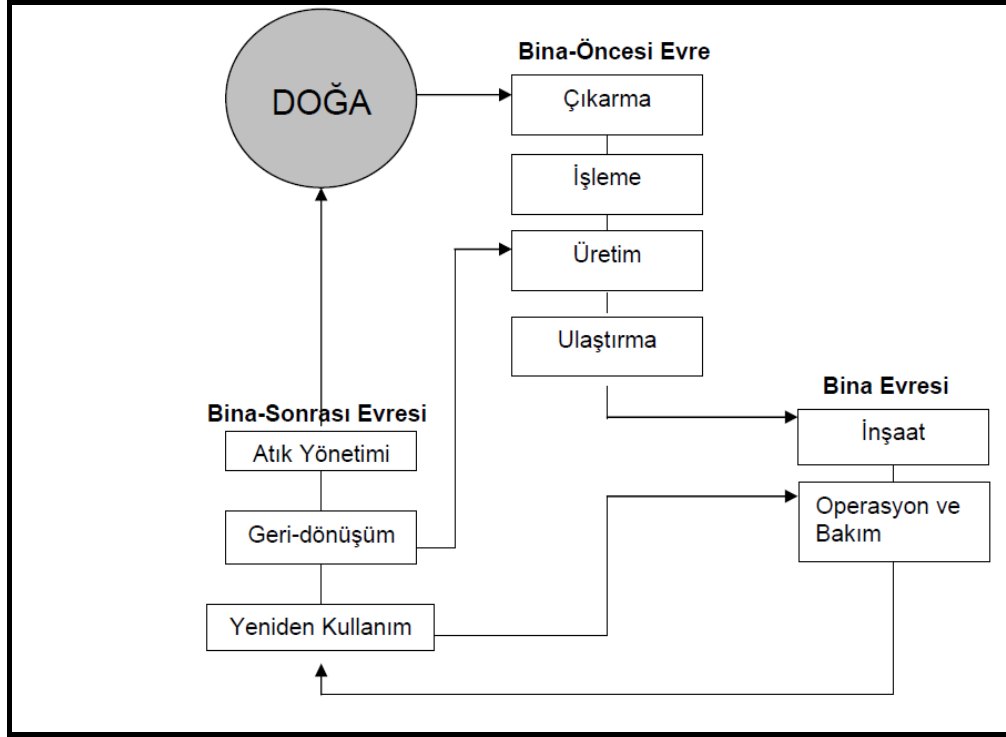 DOĞA
Bina-Öncesi Evre
Çıkarma
İşleme
Üretim
Ulaştırma
Bina Evresi
İnşaat
Operasyon ve
Bakım
Bina-Sonrası Evresi
Atık Yönetimi
Geri-dönüşüm
Yeniden Kullanım